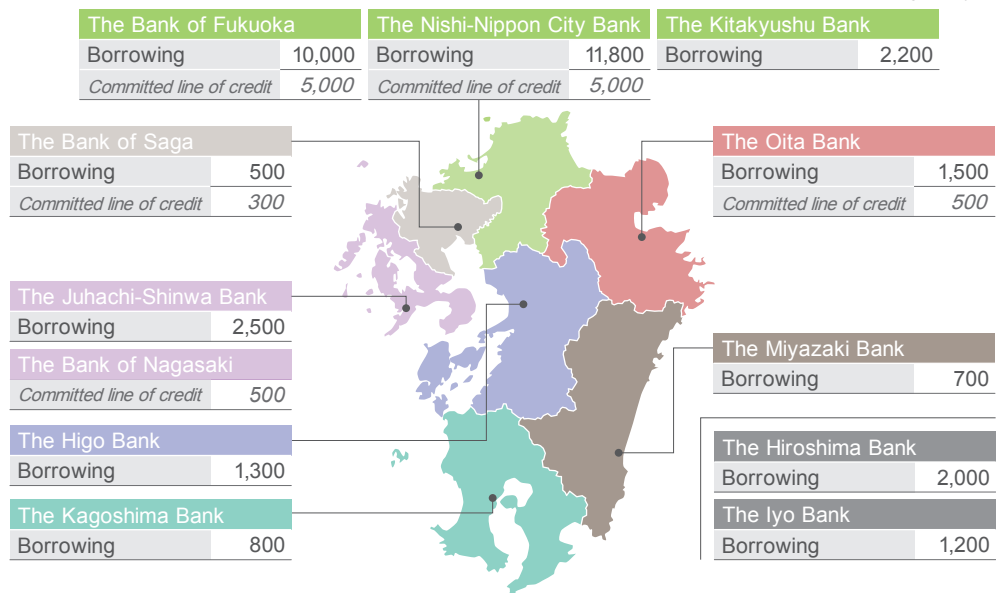 The Bank of Fukuoka
Borrowing 10,000
Committed line of credit 5,000
The Nishi-Nippon City Bank
Borrowing 11,800
Committed line of credit 5,000
The Kitakyushu Bank
Borrowing 2,200
The Bank of Saga
Borrowing 500
Committed line of credit 300
The Oita Bank
Borrowing 1,500
Committed line of credit 500
The Juhachi-Shinwa Bank
Borrowing 2,500
The Bank of Nagasaki
Committed line of credit 500
The Miyazaki Bank
Borrowing 700
The Higo Bank
Borrowing 1,300
The Hiroshima Bank
Borrowing 2,000
The Kagoshima Bank
Borrowing 800
The Iyo Bank
Borrowing 1,200